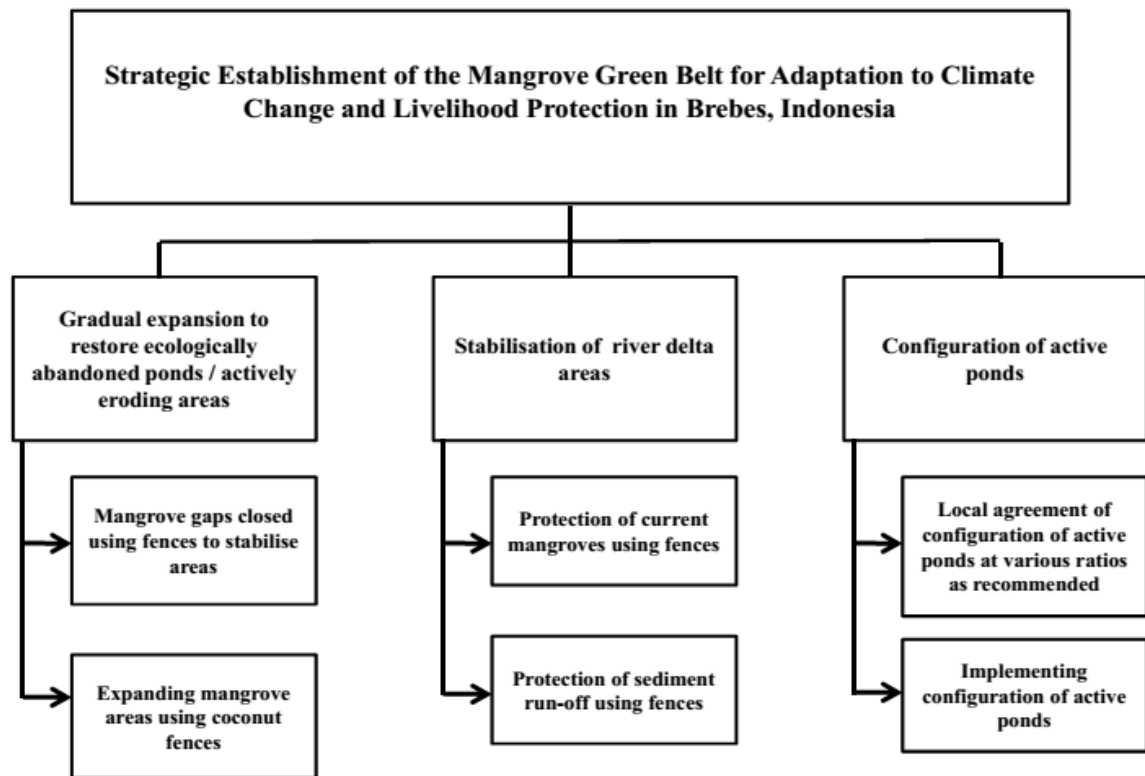 Strategic Establishment of the Mangrove Green Belt for Adaptation to Climate
Change and Livelihood Protection in Brebes, Indonesia
Gradual expansion to
restore ecologically
abandoned ponds / actively
eroding areas
Mangrove gaps closed
using fences to stabilise
areas
Expanding mangrove
areas using coconut
fences
Stabilisation of river delta
areas
Protection of current
mangroves using fences
Protection of sediment
run-off using fences
Configuration of active
ponds
Local agreement of
configuration of active
ponds at various ratios
as recommended
Implementing
configuration of active
ponds